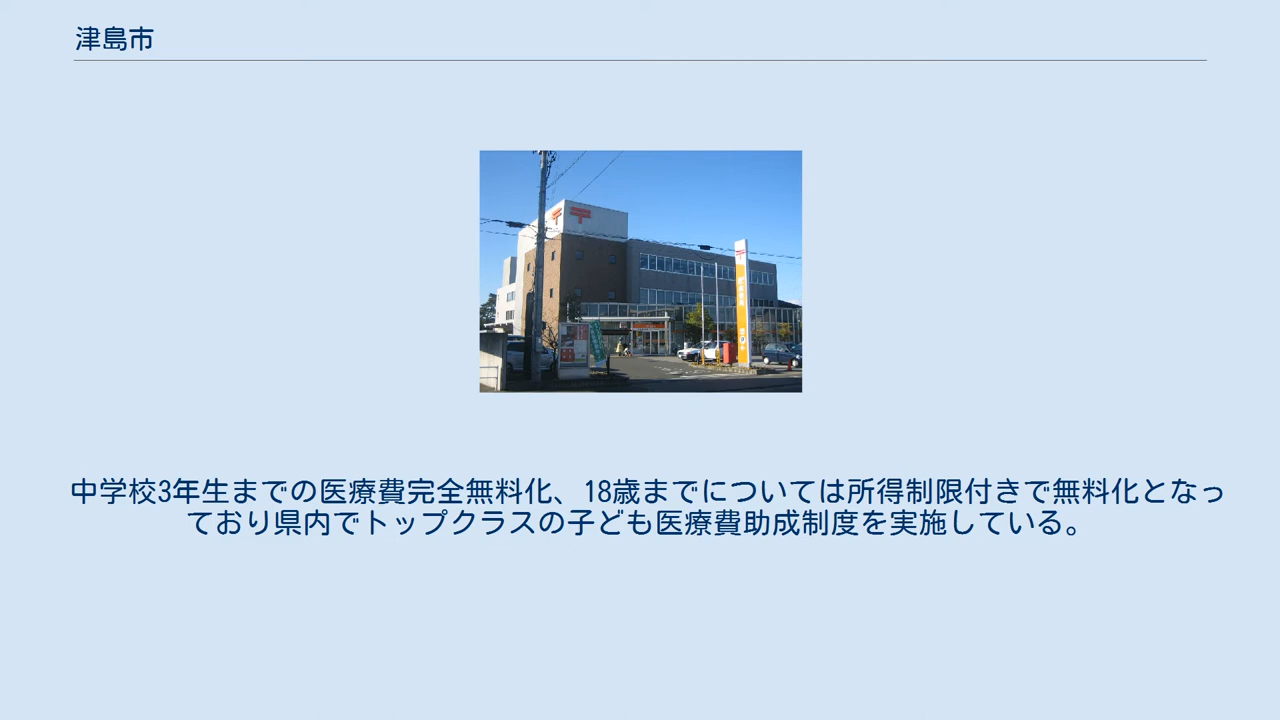 津島市
中学校3年生までの医療費完全無料化、18歳までについては所得制限付きで無料化となっ
ており県内でトップクラスの子ども医療費助成制度を実施している。